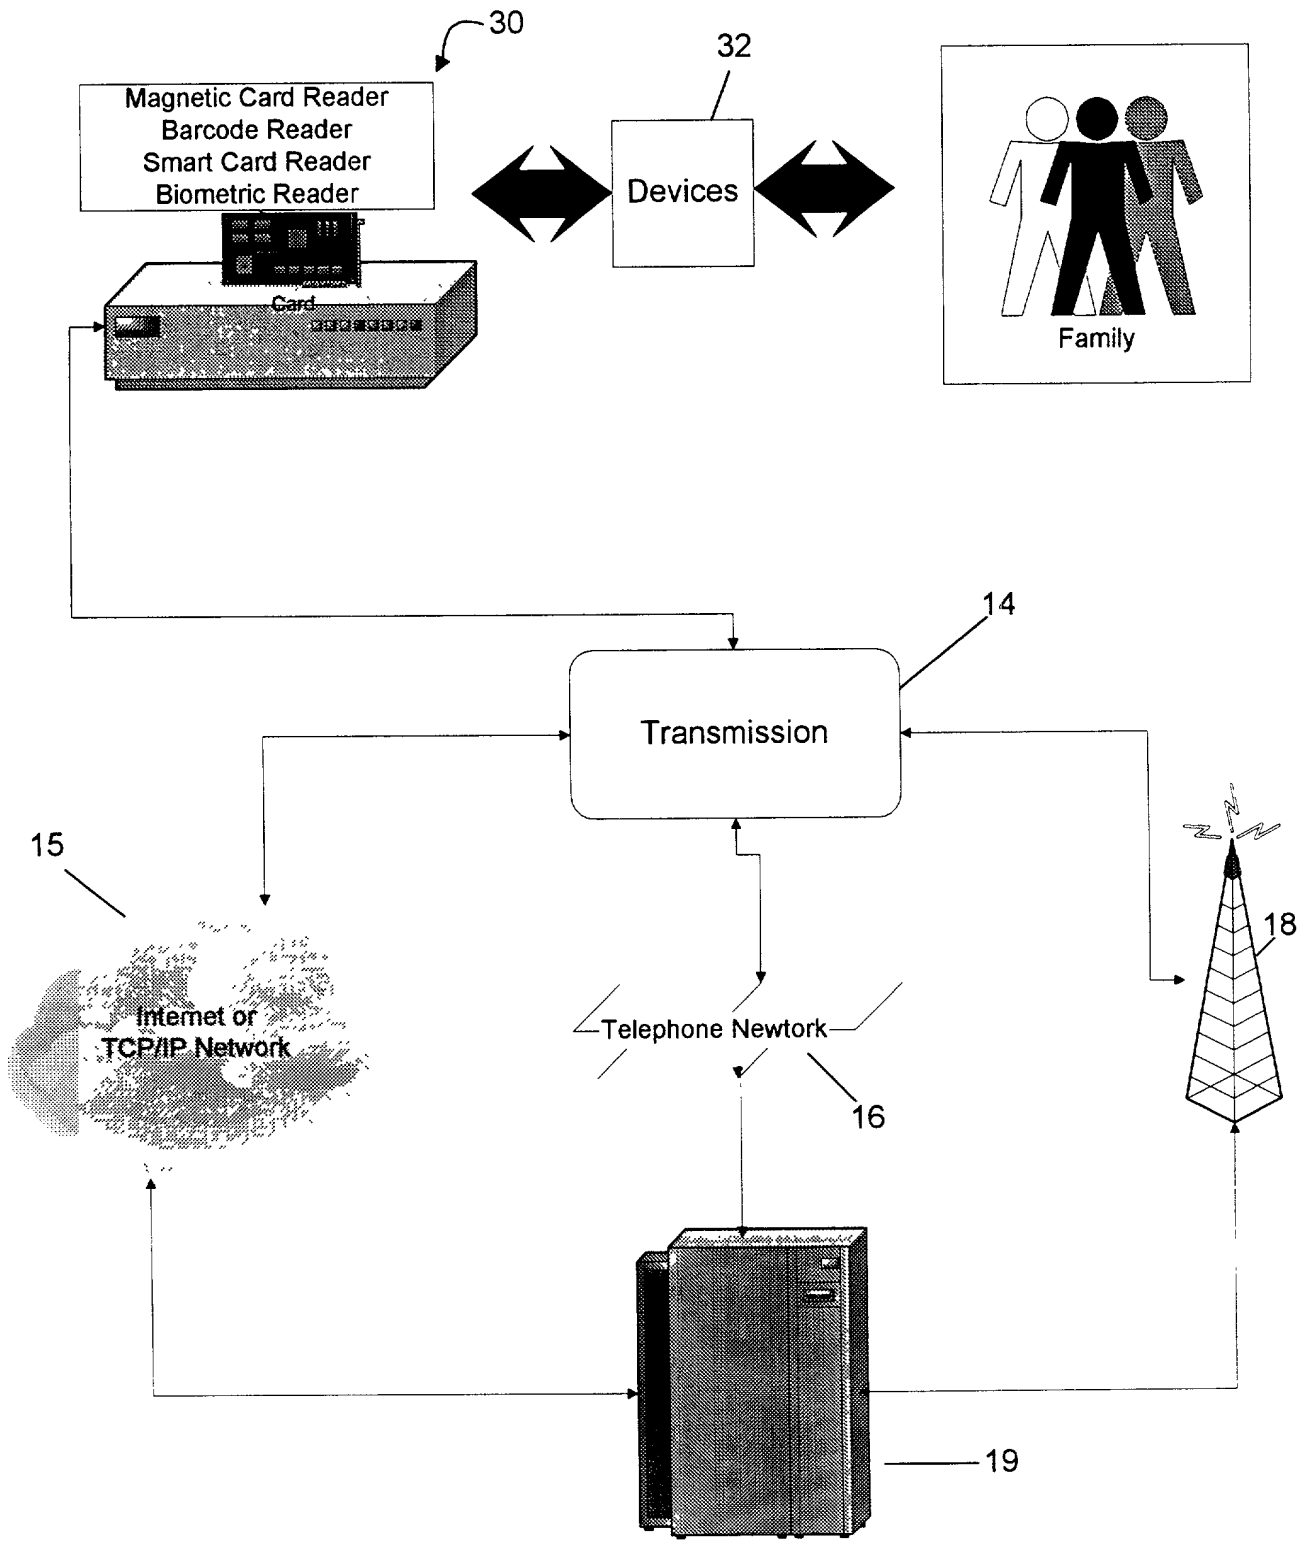 30
32
Magnetic Card Reader
Barcode Reader
Smart Card Reader
Biometric Reader
Devices
Card
Family
14
Transmission
15
18
Internet or
TCP/IP Network
Telephone Newtork
16
19